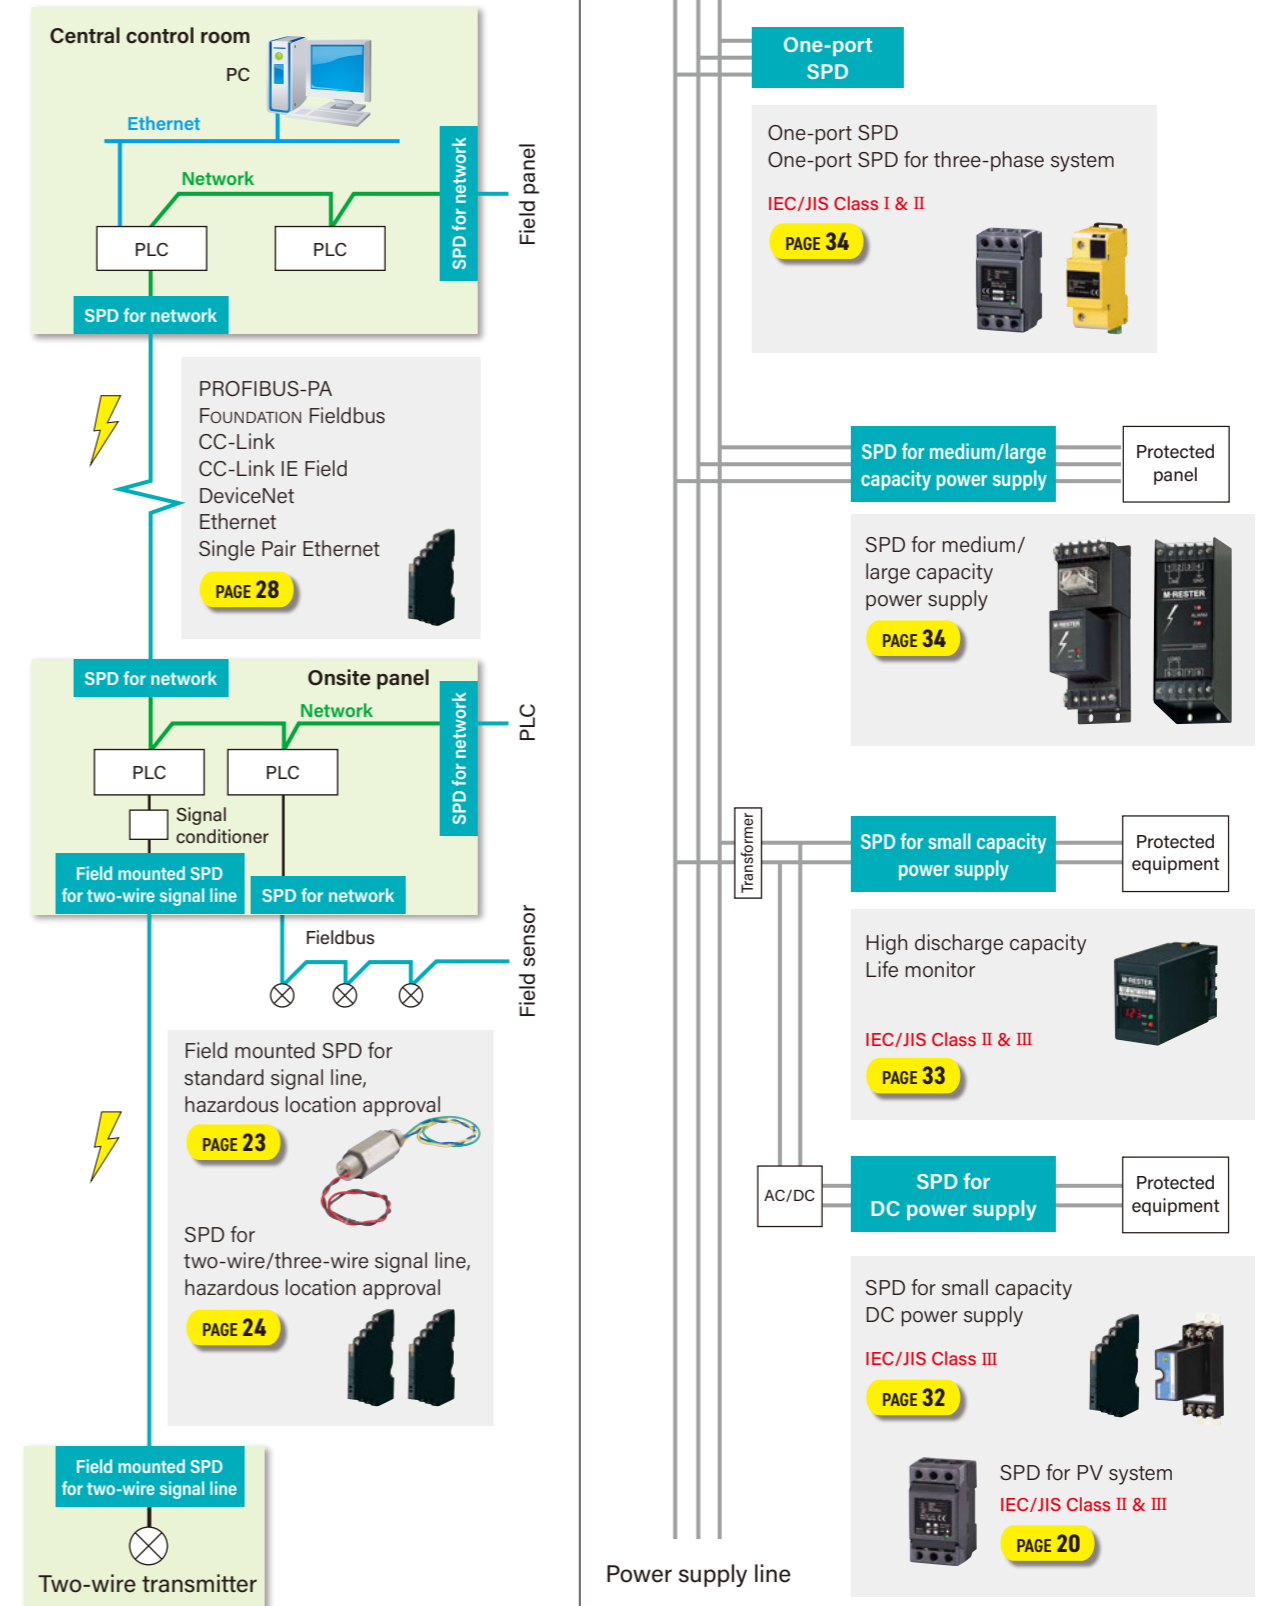 Central control room
PC
Ethernet
Network
PLC
PLC
SPD for network
Field panel
SPD for network
PROFIBUS-PA
FOUNDATION Fieldbus
CC-Link
CC-Link IE Field
DeviceNet
Ethernet
Single Pair Ethernet
PAGE 28
SPD for network
Onsite panel
Network
PLC
PLC
SPD for network
PLC
Signal
conditioner
Field mounted SPD
for two-wire signal line
SPD for network
Fieldbus
Field sensor
Field mounted SPD for
standard signal line,
hazardous location approval
PAGE 23
SPD for
two-wire/three-wire signal line,
hazardous location approval
PAGE 24
Field mounted SPD
for two-wire signal line
Two-wire transmitter
One-port
SPD
One-port SPD
One-port SPD for three-phase system
IEC/JIS Class I & II
PAGE 34
SPD for medium/large
capacity power supply
Protected
panel
SPD for medium/
large capacity
power supply
PAGE 34
M-RESTER
M-RESTER
ALARM
Transformer
SPD for small capacity
power supply
Protected
equipment
High discharge capacity
Life monitor
IEC/JIS Class II & III
PAGE 33
M-RESTER
123
AC/DC
SPD for
DC power supply
Protected
equipment
SPD for small capacity
DC power supply
IEC/JIS Class III
PAGE 32
SPD for PV system
IEC/JIS Class II & III
PAGE 20
Power supply line